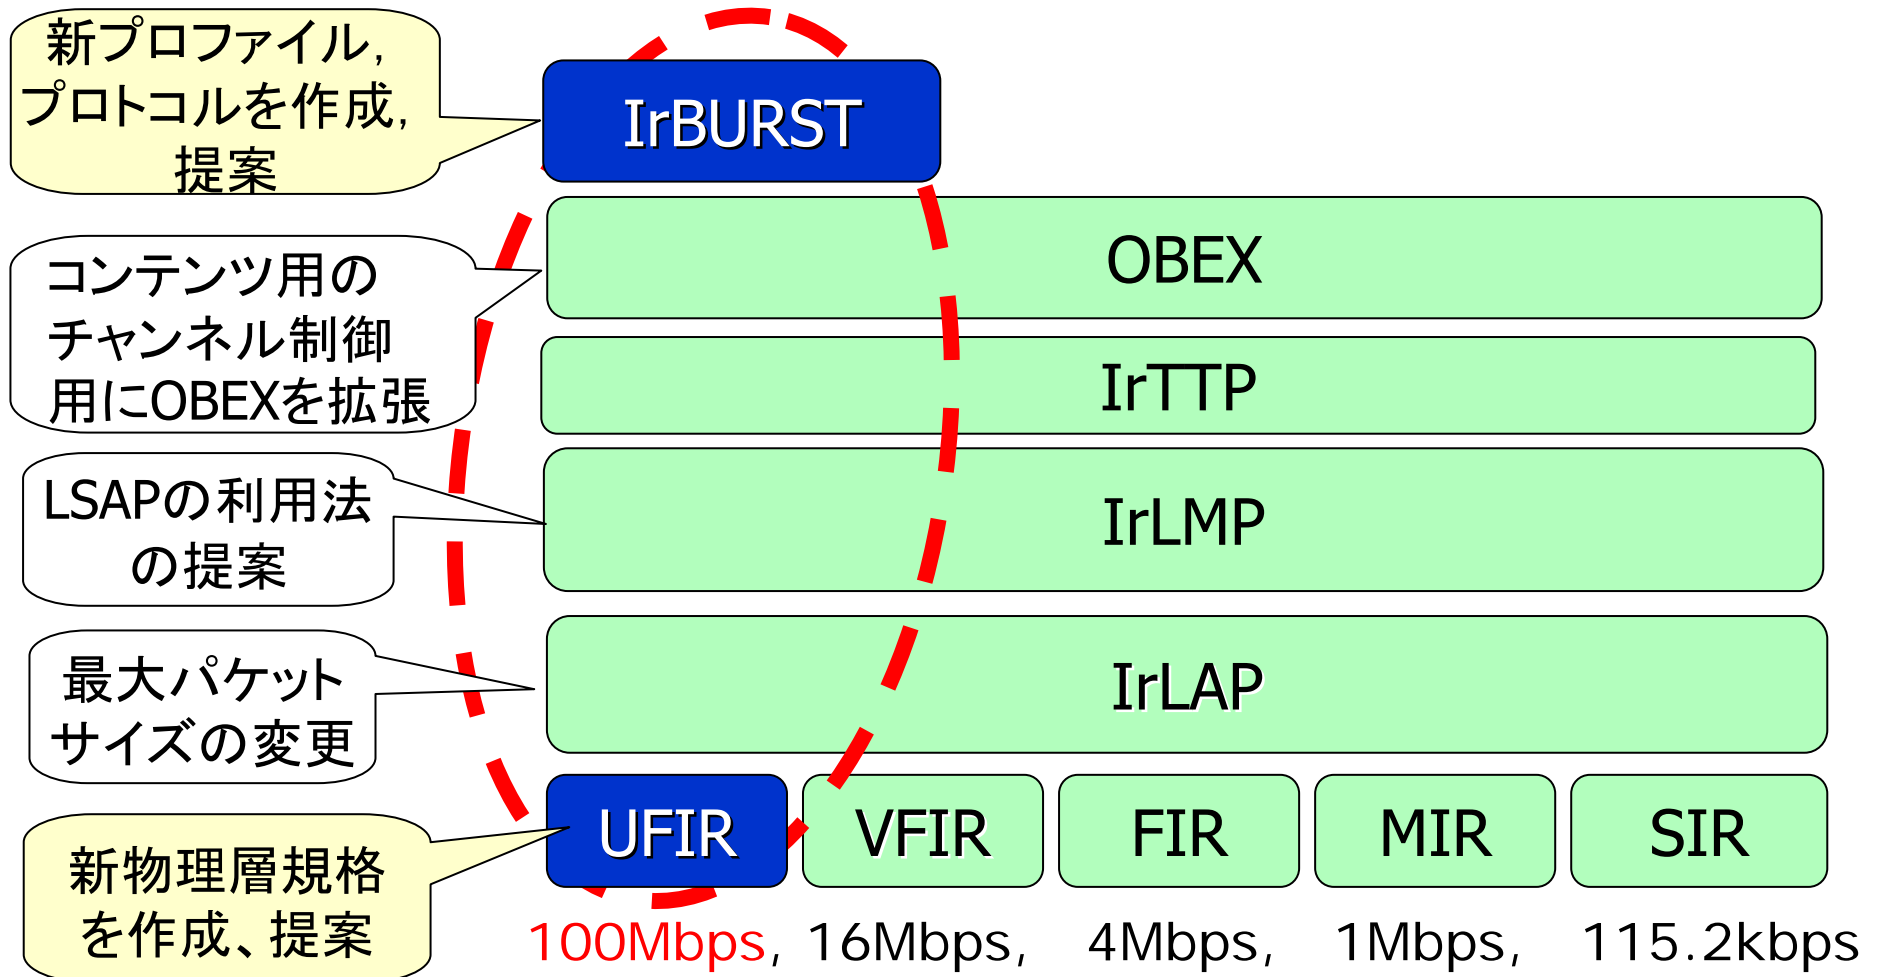 新プロファイル,
プロトコルを作成,
提案
IrBURST
コンテンツ用の
チャンネル制御
用にOBEXを拡張
OBEX
IrTTP
LSAPの利用法
の提案
IrLMP
最大パケット
サイズの変更
IrLAP
新物理層規格
を作成、提案
UFIR VFIR FIR MIR SIR
100Mbps, 16Mbps, 4Mbps, 1Mbps, 115.2kbps